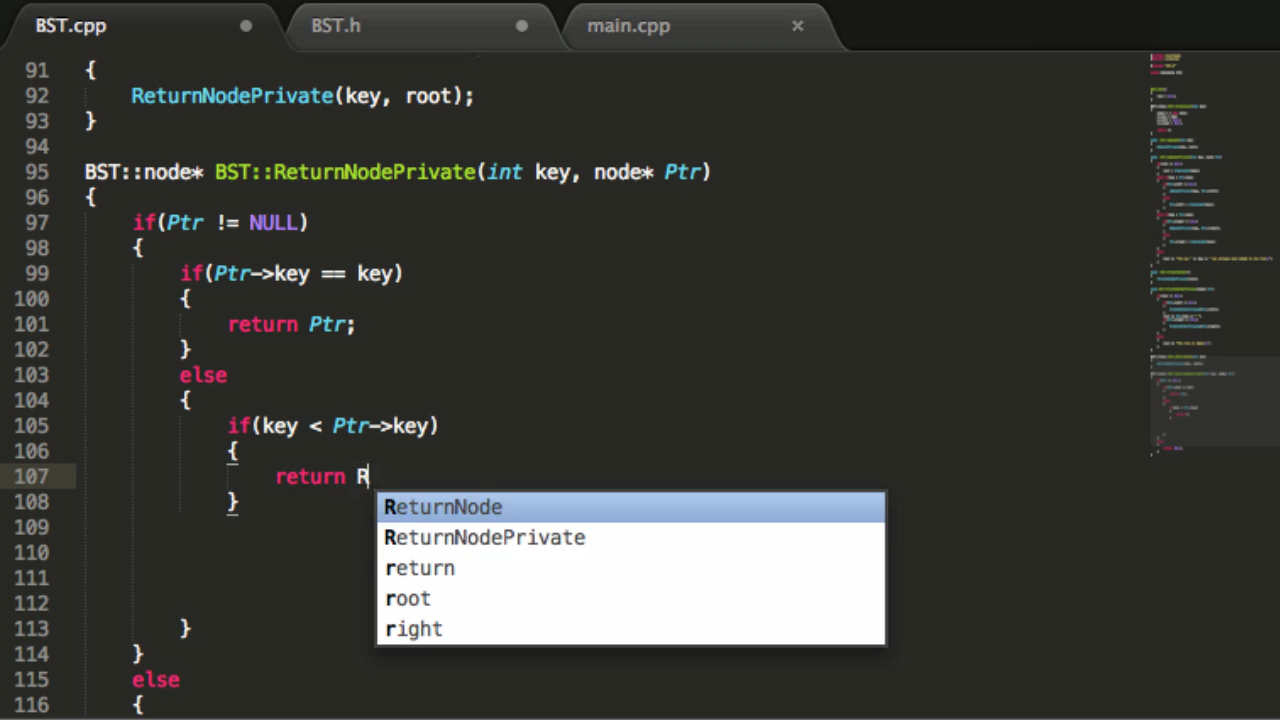 BST.cpp BST.h main.cpp ×
91 {
92 ReturnNodePrivate(key, root);
93 }
94
95 BST::node* BST::ReturnNodePrivate(int key, node* Ptr)
96 {
97 if(Ptr != NULL)
98 {
99 if(Ptr->key == key)
100 {
101 return Ptr;
102 }
103 else
104 {
105 if(key < Ptr->key)
106 {
107 return R
108 }
ReturnNode
109
ReturnNodePrivate
110
return
111
root
112
right
113 }
114 }
115 else
116 {